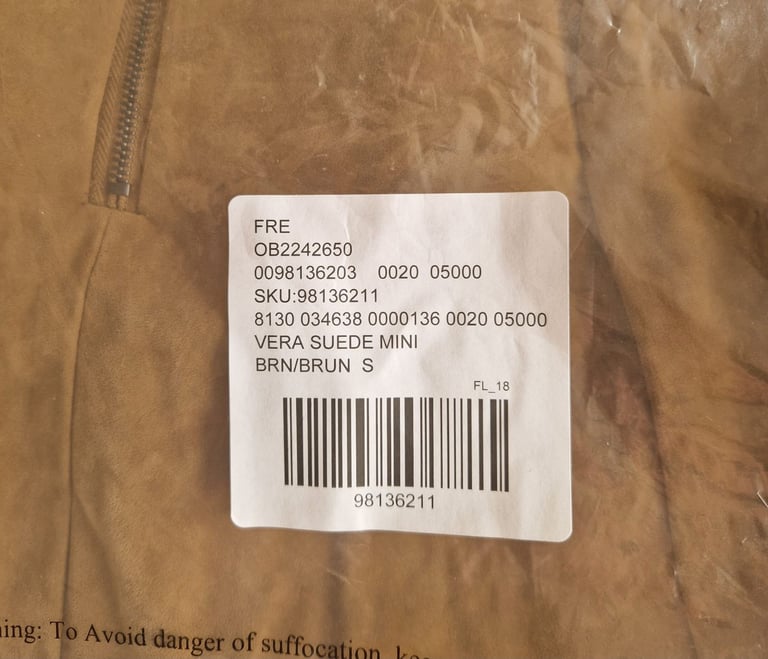 FRE
OB2242650
0098136203 0020 05000
SKU:98136211
8130 034638 0000136 0020 05000
VERA SUEDE MINI
BRN/BRUN S
FL_18
98136211
ing: To Avoid danger of suffocation,